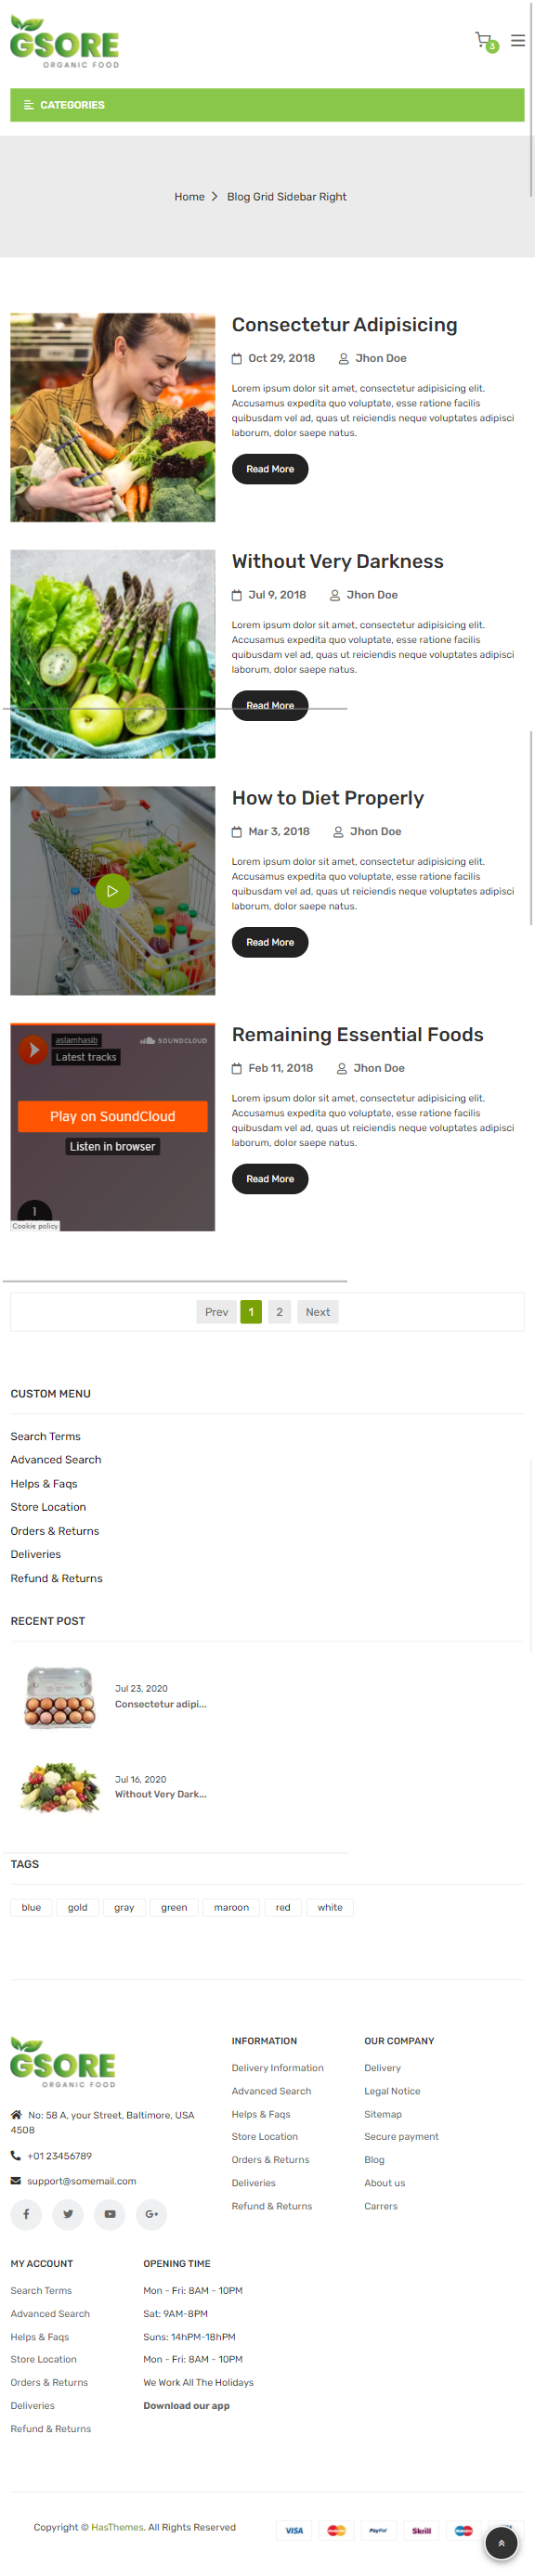 GSORE
ORGANIC FOOD
3
CATEGORIES
Home
Blog Grid Sidebar Right
Consectetur Adipisicing
Oct 29, 2018
Jhon Doe
Lorem ipsum dolor sit amet, consectetur adipisicing elit.
Accusamus expedita quo voluptate, esse ratione facilis
quibusdam vel ad, quas ut reiciendis neque voluptates adipisci
laborum, dolor saepe natus.
Read More
Without Very Darkness
Jul 9, 2018
Jhon Doe
Lorem ipsum dolor sit amet, consectetur adipisicing elit.
Accusamus expedita quo voluptate, esse ratione facilis
quibusdam vel ad, quas ut reiciendis neque voluptates adipisci
laborum, dolor saepe natus.
Read More
How to Diet Properly
Mar 3, 2018
Jhon Doe
Lorem ipsum dolor sit amet, consectetur adipisicing elit.
Accusamus expedita quo voluptate, esse ratione facilis
quibusdam vel ad, quas ut reiciendis neque voluptates adipisci
laborum, dolor saepe natus.
Read More
aslamhasib
SOUNDCLOUD
Latest tracks
Play on SoundCloud
Listen in browser
1
Cookie policy
Remaining Essential Foods
Feb 11, 2018
Jhon Doe
Lorem ipsum dolor sit amet, consectetur adipisicing elit.
Accusamus expedita quo voluptate, esse ratione facilis
quibusdam vel ad, quas ut reiciendis neque voluptates adipisci
laborum, dolor saepe natus.
Read More
Prev 1 2 Next
CUSTOM MENU
Search Terms
Advanced Search
Helps & Faqs
Store Location
Orders & Returns
Deliveries
Refund & Returns
RECENT POST
Jul 23, 2020
Consectetur adipi...
Jul 16, 2020
Without Very Dark...
TAGS
blue gold gray green maroon red white
GSORE
ORGANIC FOOD
No: 58 A, your Street, Baltimore, USA
4508
+01 23456789
support@somemail.com
G+
INFORMATION
Delivery Information
Advanced Search
Helps & Faqs
Store Location
Orders & Returns
Deliveries
Refund & Returns
OUR COMPANY
Delivery
Legal Notice
Sitemap
Secure payment
Blog
About us
Carrers
MY ACCOUNT
Search Terms
Advanced Search
Helps & Faqs
Store Location
Orders & Returns
Deliveries
Refund & Returns
OPENING TIME
Mon - Fri: 8AM - 10PM
Sat: 9AM-8PM
Suns: 14hPM-18hPM
Mon - Fri: 8AM - 10PM
We Work All The Holidays
Download our app
Copyright © HasThemes. All Rights Reserved
VISA
PayPal
Skrill